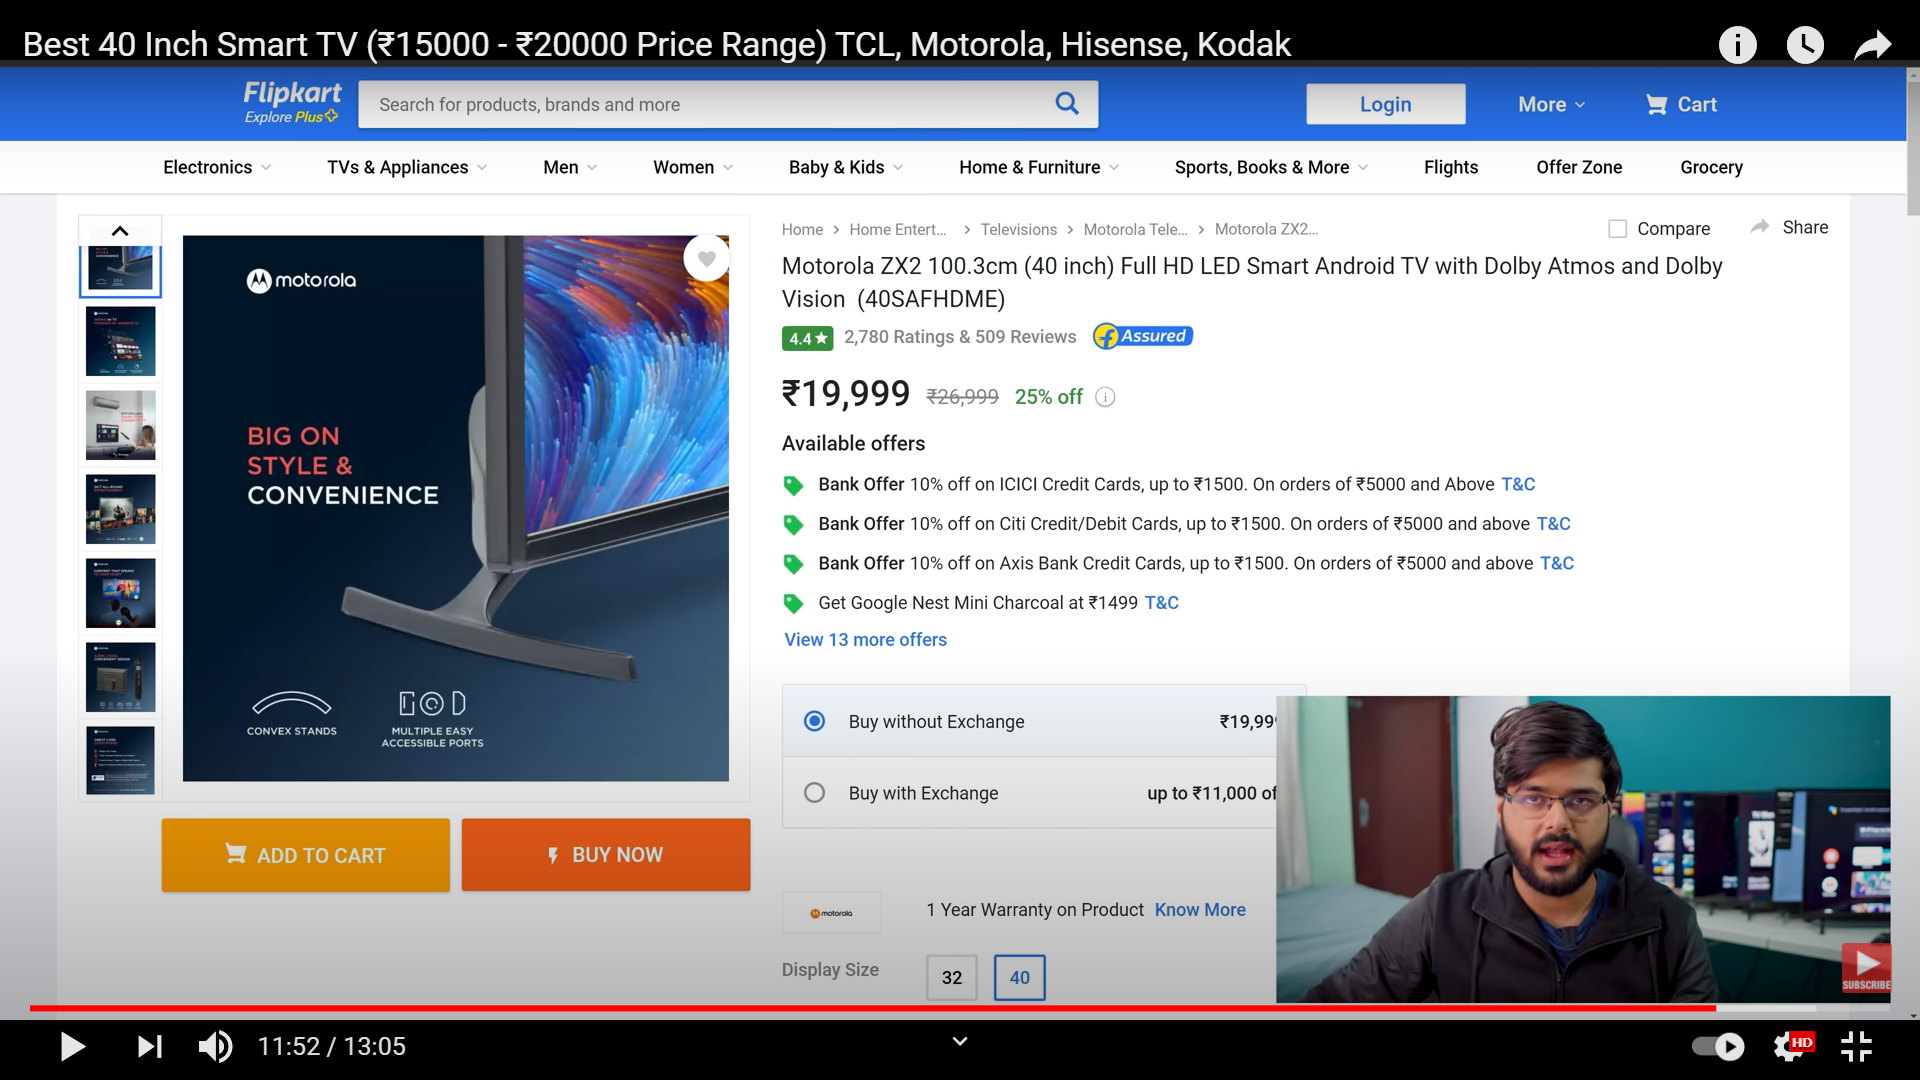 Best 40 Inch Smart TV (₹15000 - ₹20000 Price Range) TCL, Motorola, Hisense, Kodak
Flipkart
Explore Plus
Search for products, brands and more
Login
More
Cart
Electronics
TVs & Appliances
Men
Women
Baby & Kids
Home & Furniture
Sports, Books & More
Flights
Offer Zone
Grocery
motorola
BIG ON
STYLE &
CONVENIENCE
CONVEX STANDS
MULTIPLE EASY
ACCESSIBLE PORTS
ADD TO CART
BUY NOW
Home > Home Entert... > Televisions > Motorola Tele... > Motorola ZX2...
Compare
Share
Motorola ZX2 100.3cm (40 inch) Full HD LED Smart Android TV with Dolby Atmos and Dolby
Vision (40SAFHDME)
4.4★ 2,780 Ratings & 509 Reviews
Assured
₹19,999 ₹26,999 25% off
Available offers
Bank Offer 10% off on ICICI Credit Cards, up to ₹1500. On orders of ₹5000 and Above T&C
Bank Offer 10% off on Citi Credit/Debit Cards, up to ₹1500. On orders of ₹5000 and above T&C
Bank Offer 10% off on Axis Bank Credit Cards, up to ₹1500. On orders of ₹5000 and above T&C
Get Google Nest Mini Charcoal at ₹1499 T&C
View 13 more offers
Buy without Exchange ₹19,99
Buy with Exchange up to ₹11,000 of
motorola
1 Year Warranty on Product Know More
Display Size 32 40
SUBSCRIBE
11:52 / 13:05
HD